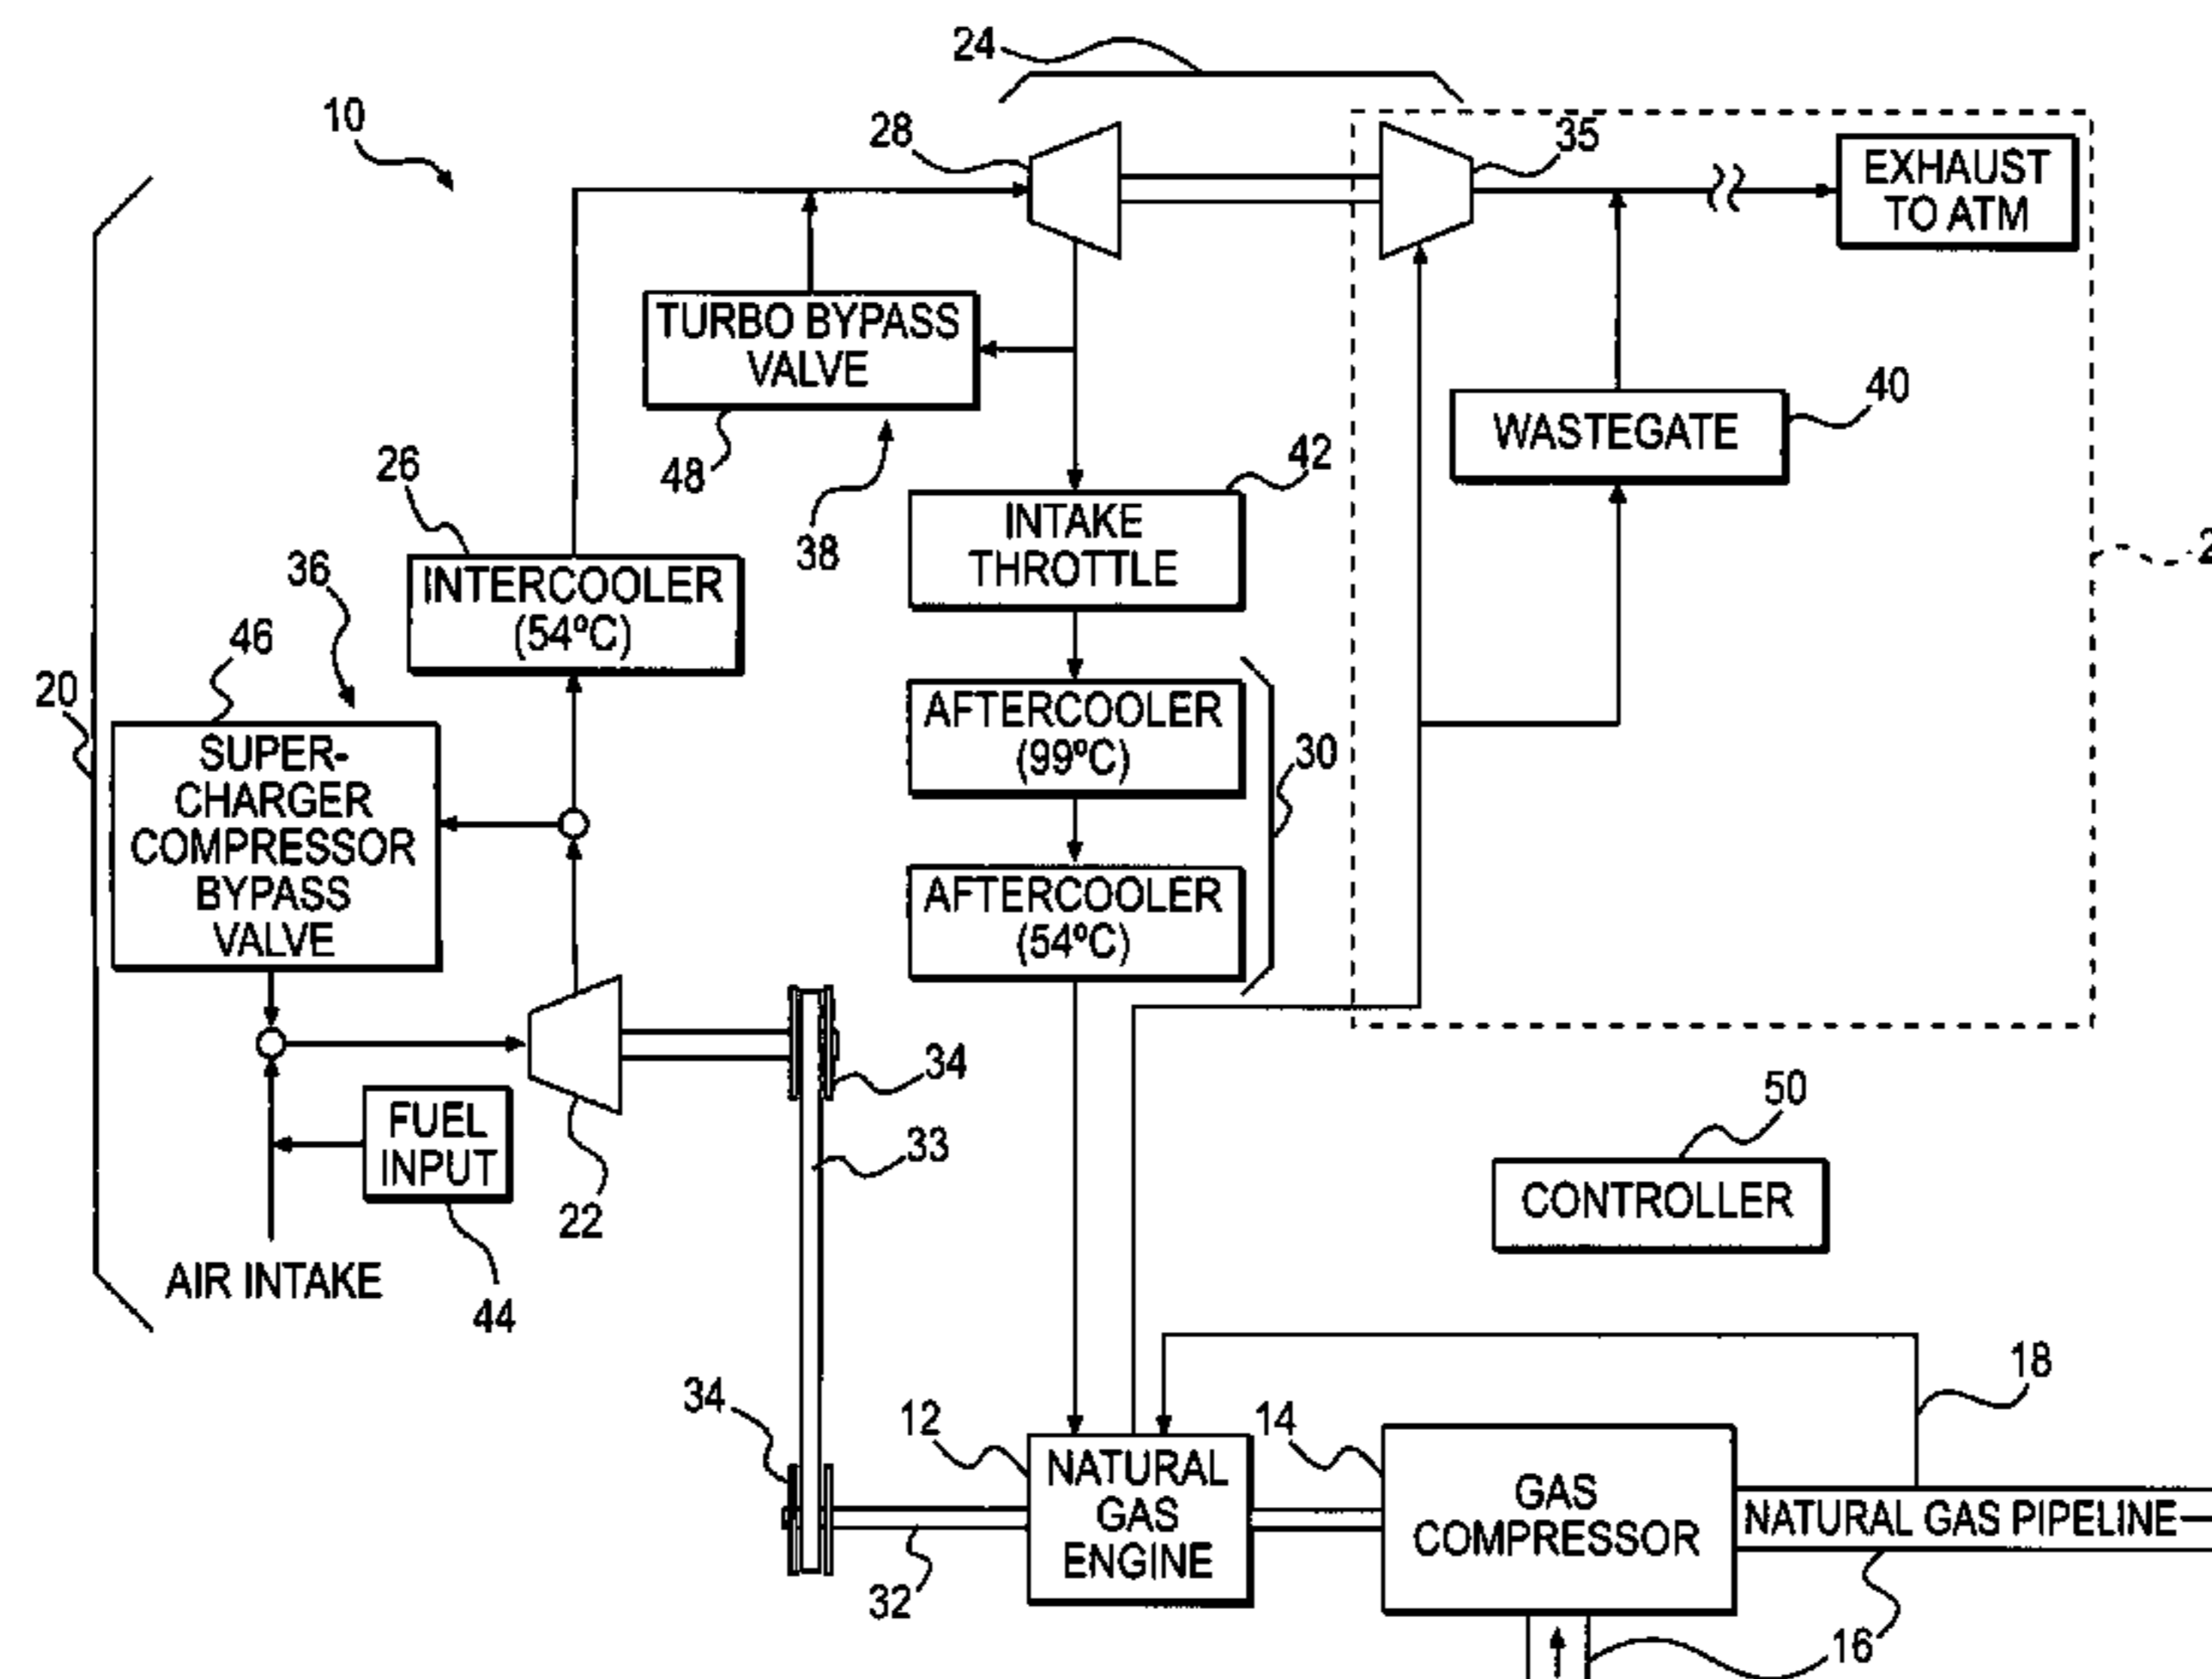 24
10
28
35
EXHAUST
TO ATM
TURBO BYPASS
VALVE
40
WASTEGATE
48
38
42
26
INTAKE
THROTTLE
36
INTERCOOLER
(54ºC)
46
20
AFTERCOOLER
(99ºC)
30
SUPER-
CHARGER
COMPRESSOR
BYPASS
VALVE
AFTERCOOLER
(54ºC)
34
FUEL
INPUT
33
22
50
CONTROLLER
AIR INTAKE
44
18
34
12
14
NATURAL
GAS
ENGINE
GAS
COMPRESSOR
NATURAL GAS PIPELINE
32
16